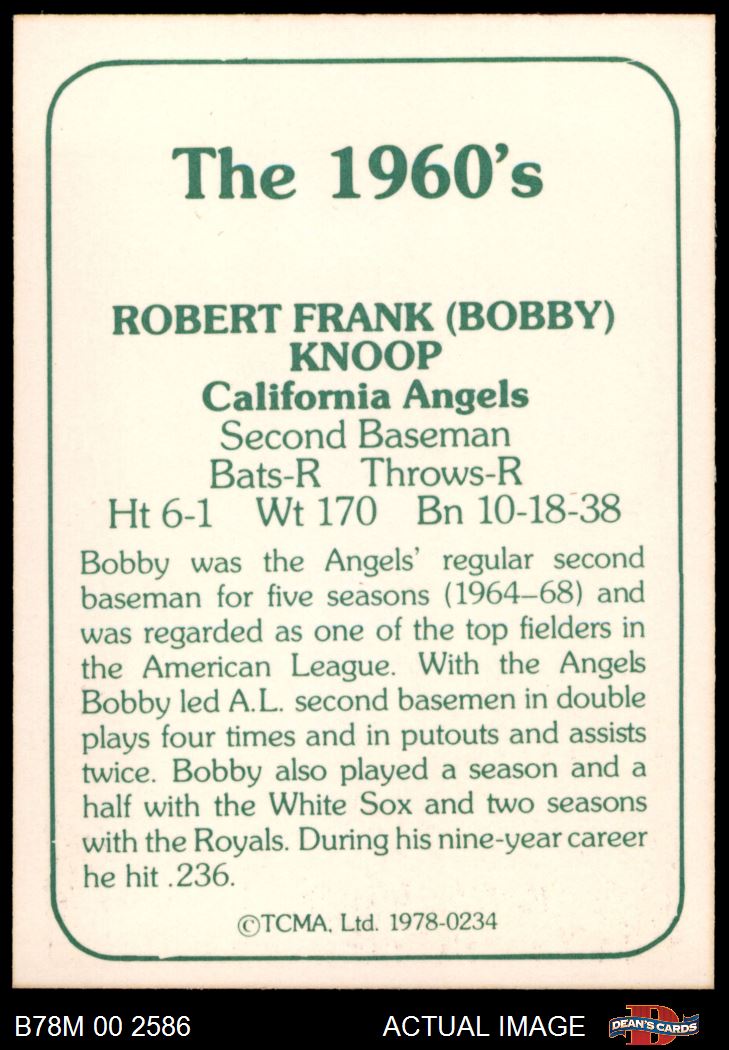 The 1960's
ROBERT FRANK (BOBBY)
KNOOP
California Angels
Second Baseman
Bats-R Throws-R
Ht 6-1 Wt 170 Bn 10-18-38
Bobby was the Angels' regular second
baseman for five seasons (1964–68) and
was regarded as one of the top fielders in
the American League. With the Angels
Bobby led A.L. second basemen in double
plays four times and in putouts and assists
twice. Bobby also played a season and a
half with the White Sox and two seasons
with the Royals. During his nine-year career
he hit .236.
©TCMA, Ltd. 1978-0234
B78M 00 2586 ACTUAL IMAGE D DEAN'S CARDS